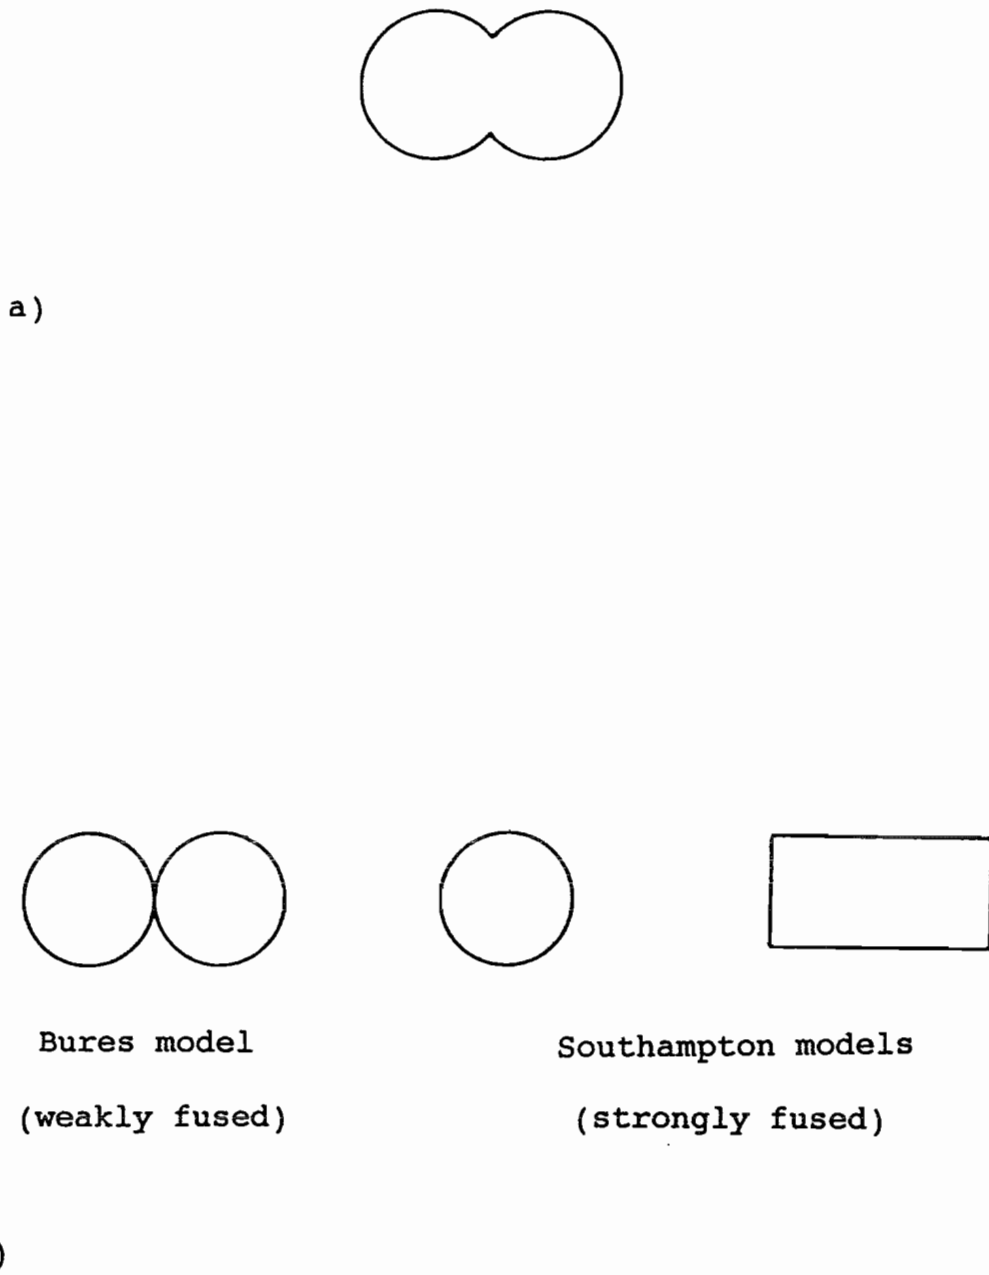 a)
Bures model
Southampton models
(weakly fused)
(strongly fused)
)